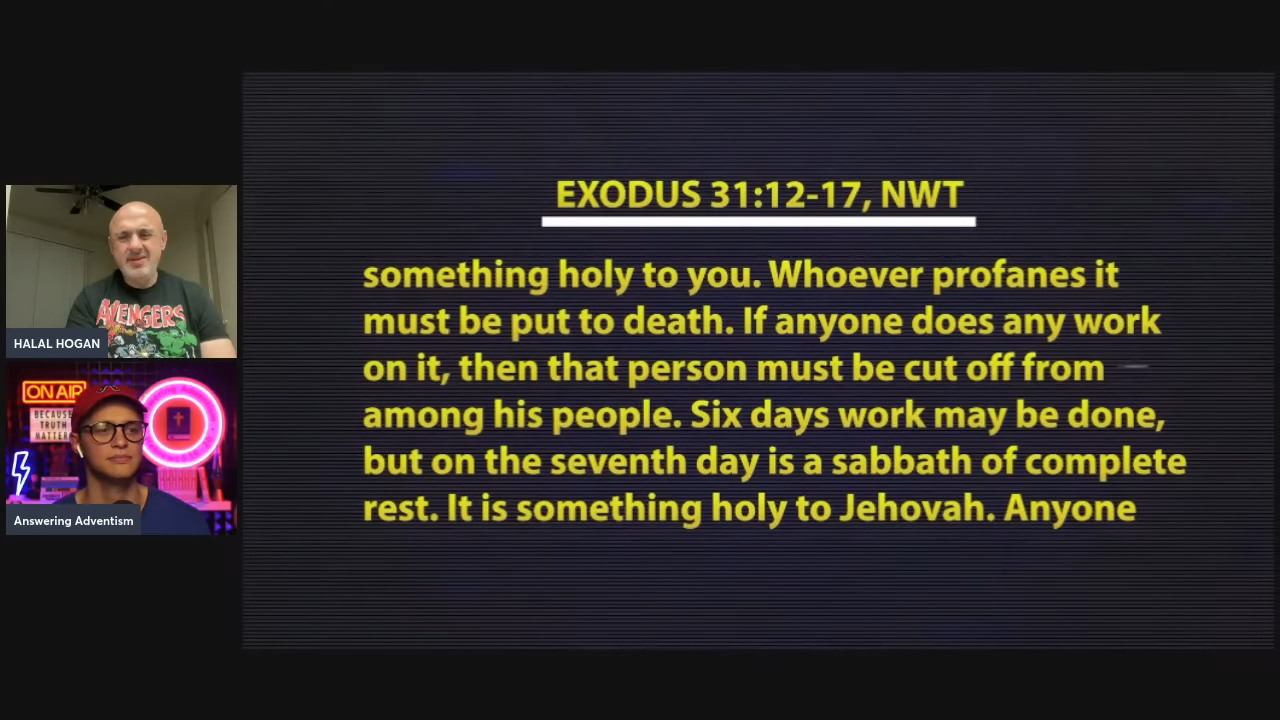 EXODUS 31:12-17, NWT
something holy to you. Whoever profanes it
must be put to death. If anyone does any work
on it, then that person must be cut off from
among his people. Six days work may be done,
but on the seventh day is a sabbath of complete
rest. It is something holy to Jehovah. Anyone
AVENGERS
HALAL HOGAN
ON AIR
BECAUSE
TRUTH
MATTERS
Answering Adventism